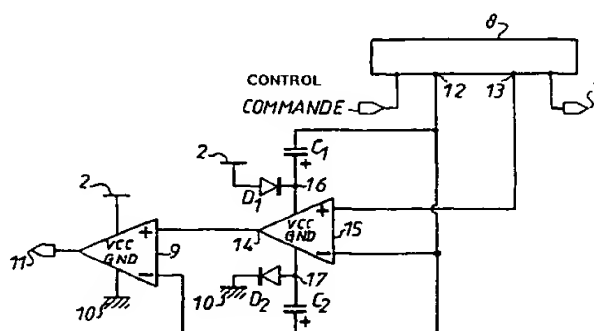 8
CONTROL
COMMANDE
12
13
2
C1
+
2
D1
16
+
VCC
GND
14
15
-
+
VCC
GND
9
-
11
10
10
D2
17
C2
+